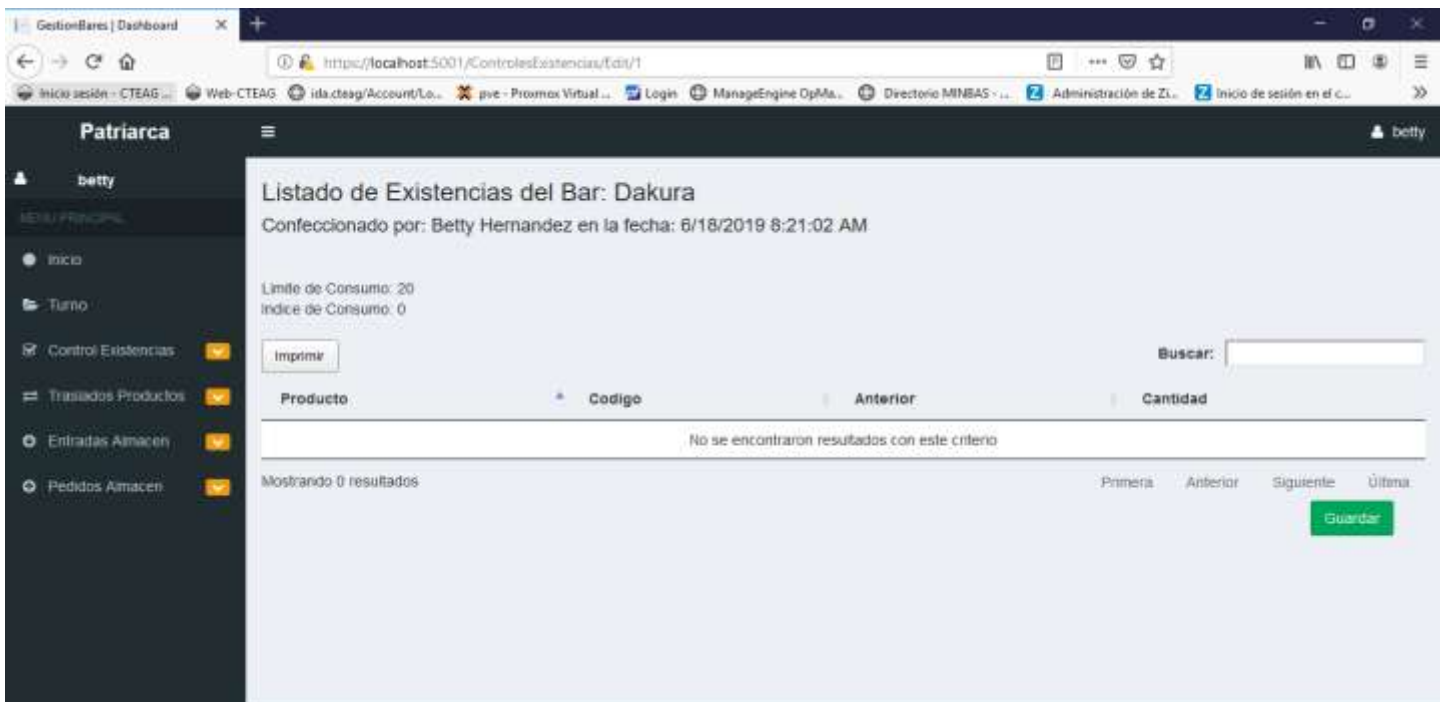 GestionBares | Dashboard
https://localhost:5001/ControlesExistencias/Edit/1
Inicio sesión - CTEAG ... Web-CTEAG ida.cteag/Account/Lo... pve - Proxmox Virtual ... Login ManageEngine OpMa... Directorio MINBAS - ... Administración de Zi... Inicio de sesión en el c...
Patriarca
betty
betty
MENU PRINCIPAL
Inicio
Turno
Control Existencias
Traslados Productos
Entradas Almacen
Pedidos Almacen
Listado de Existencias del Bar: Dakura
Confeccionado por: Betty Hernandez en la fecha: 6/18/2019 8:21:02 AM
Limite de Consumo: 20
Indice de Consumo: 0
Imprimir
Buscar:
Producto Codigo Anterior Cantidad
No se encontraron resultados con este criterio
Mostrando 0 resultados
Primera Anterior Siguiente Última
Guardar